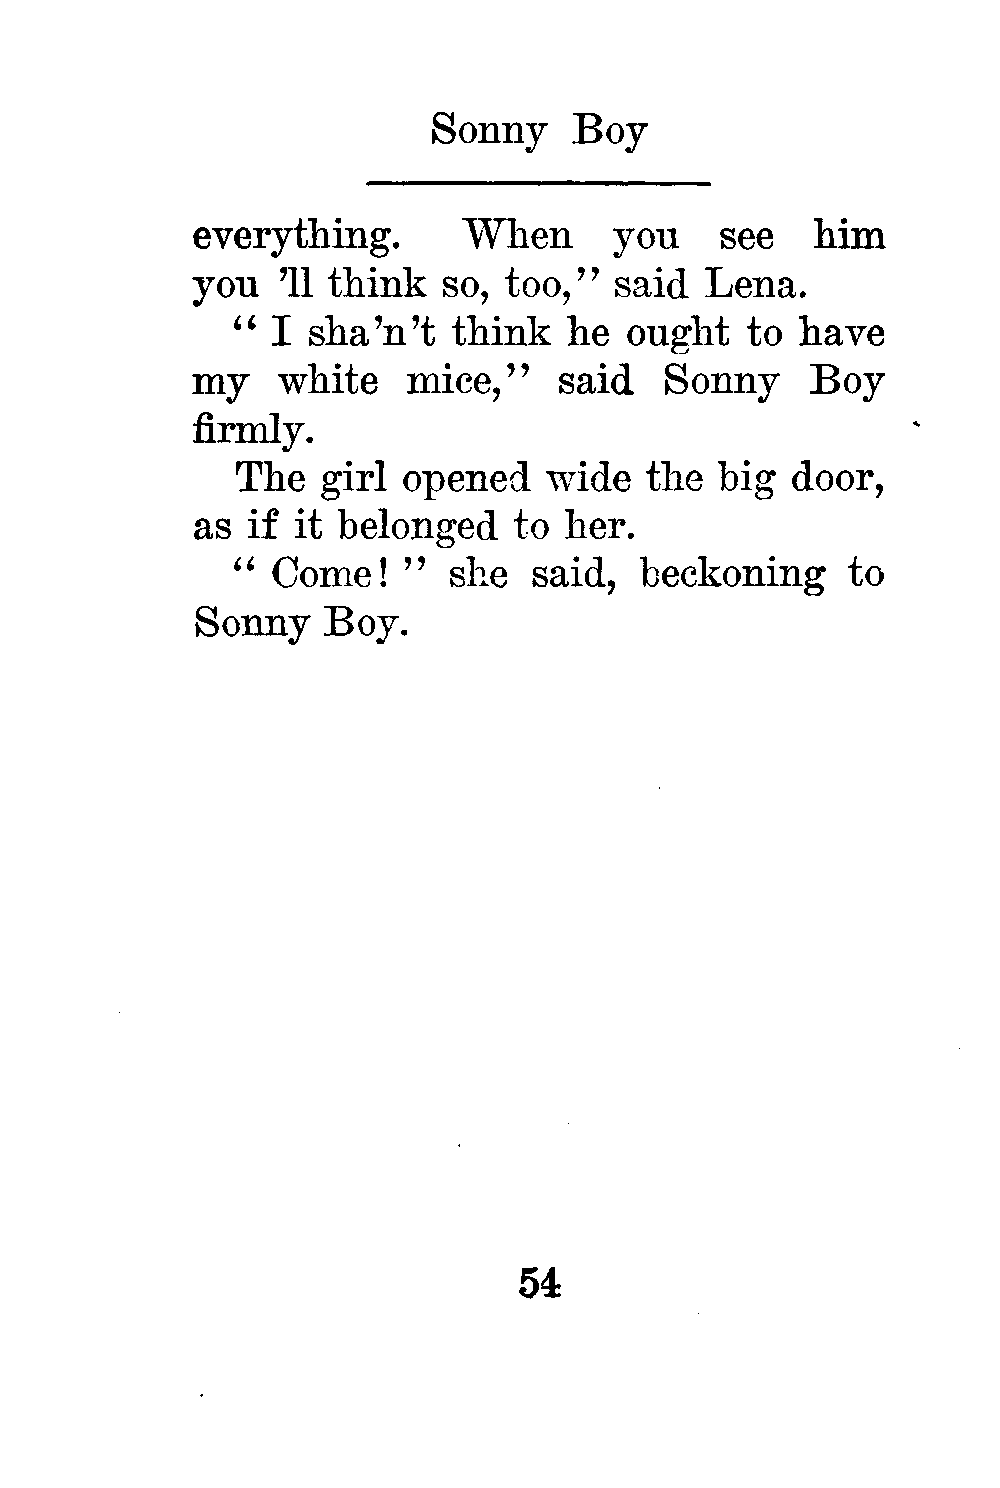 Sonny Boy
everything. When you see him
you 'll think so, too," said Lena.
" I sha'n't think he ought to have
my white mice," said Sonny Boy
firmly.
The girl opened wide the big door,
as if it belonged to her.
" Come! " she said, beckoning to
Sonny Boy.
54